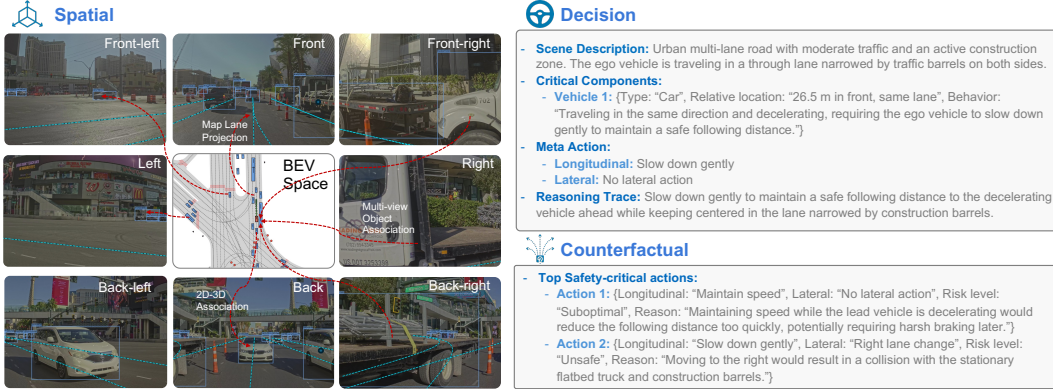 Spatial
Front-left
Front
Front-right
Map Lane
Projection
Left
BEV
Space
Right
Multi-view
Object
Association
Back-left
2D-3D
Association
Back
Back-right
Decision
- Scene Description: Urban multi-lane road with moderate traffic and an active construction
zone. The ego vehicle is traveling in a through lane narrowed by traffic barrels on both sides.
- Critical Components:
- Vehicle 1: {Type: “Car”, Relative location: “26.5 m in front, same lane”, Behavior:
“Traveling in the same direction and decelerating, requiring the ego vehicle to slow down
gently to maintain a safe following distance.”}
- Meta Action:
- Longitudinal: Slow down gently
- Lateral: No lateral action
- Reasoning Trace: Slow down gently to maintain a safe following distance to the decelerating
vehicle ahead while keeping centered in the lane narrowed by construction barrels.
Counterfactual
- Top Safety-critical actions:
- Action 1: {Longitudinal: “Maintain speed”, Lateral: “No lateral action”, Risk level:
“Suboptimal”, Reason: “Maintaining speed while the lead vehicle is decelerating would
reduce the following distance too quickly, potentially requiring harsh braking later.”}
- Action 2: {Longitudinal: “Slow down gently”, Lateral: “Right lane change”, Risk level:
“Unsafe”, Reason: “Moving to the right would result in a collision with the stationary
flatbed truck and construction barrels.”}